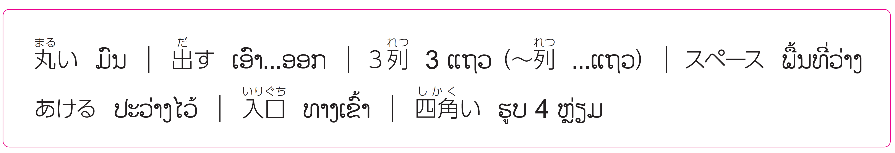 丸い ມົນ | 出す ເອົາ...ອອກ | 3列 3 ແຖວ (～列 ...ແຖວ) | スペース ພື້ນທີ່ວ່າງ
あける ປະວ່າງໄວ້ | 入口 ທາງເຂົ້າ | 四角い ຮູບ 4 ຫຼ່ຽມ